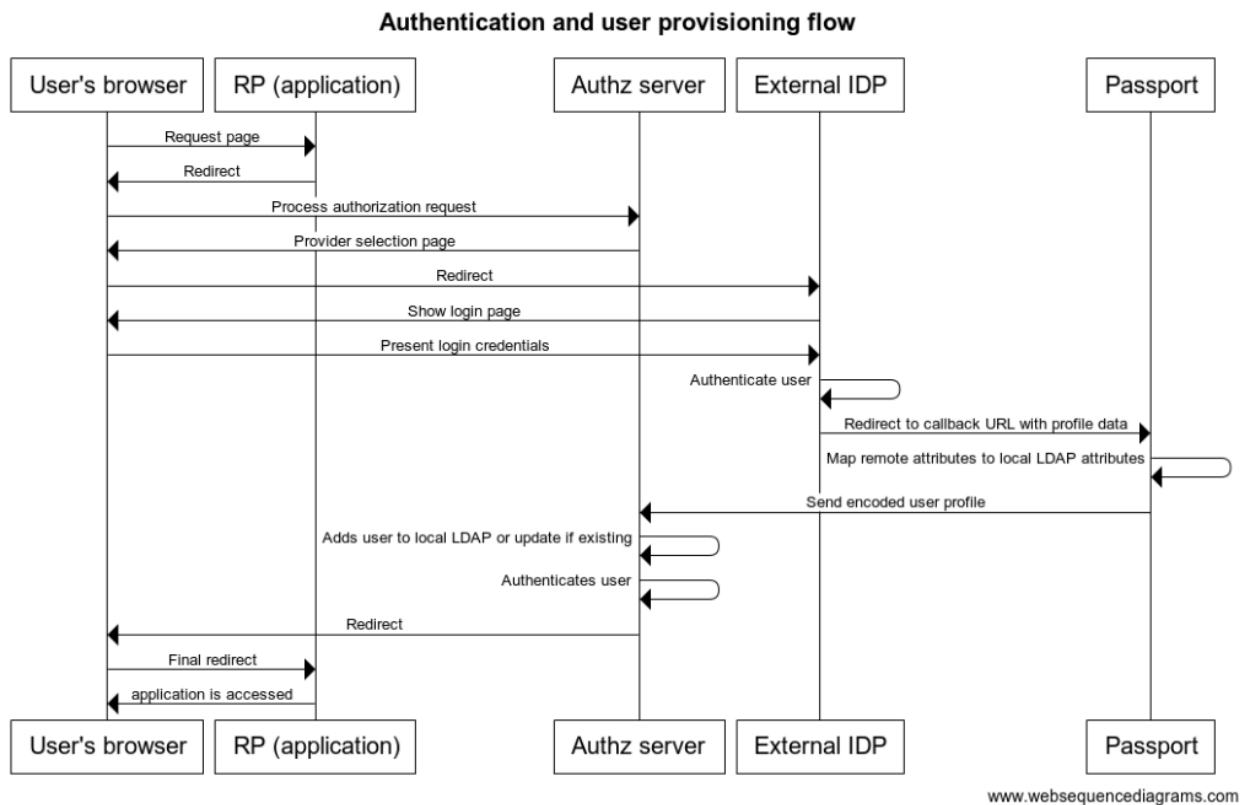 Authentication and user provisioning flow
User's browser
RP (application)
Authz server
External IDP
Passport
Request page
Redirect
Process authorization request
Provider selection page
Redirect
Show login page
Present login credentials
Authenticate user
Redirect to callback URL with profile data
Map remote attributes to local LDAP attributes
Send encoded user profile
Adds user to local LDAP or update if existing
Authenticates user
Redirect
Final redirect
application is accessed
User's browser
RP (application)
Authz server
External IDP
Passport
www.websequencediagrams.com